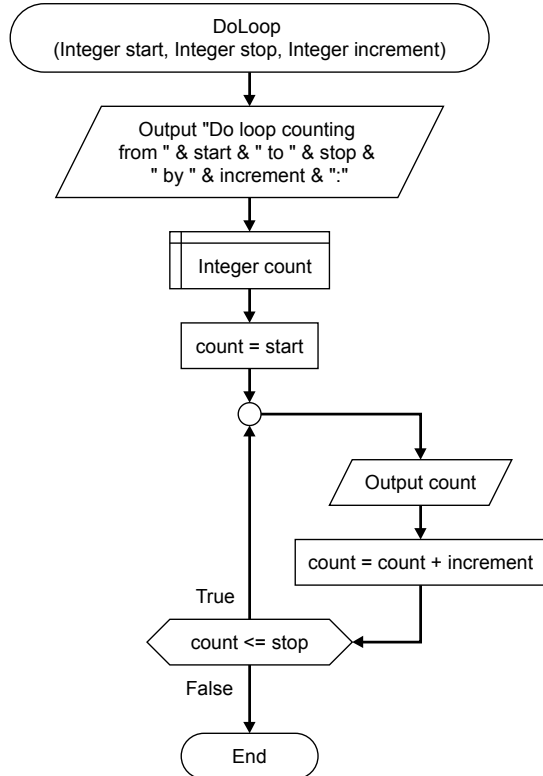 DoLoop
(Integer start, Integer stop, Integer increment)
Output "Do loop counting
from " & start & " to " & stop &
" by " & increment & ":"
Integer count
count = start
Output count
count = count + increment
True
count <= stop
False
End